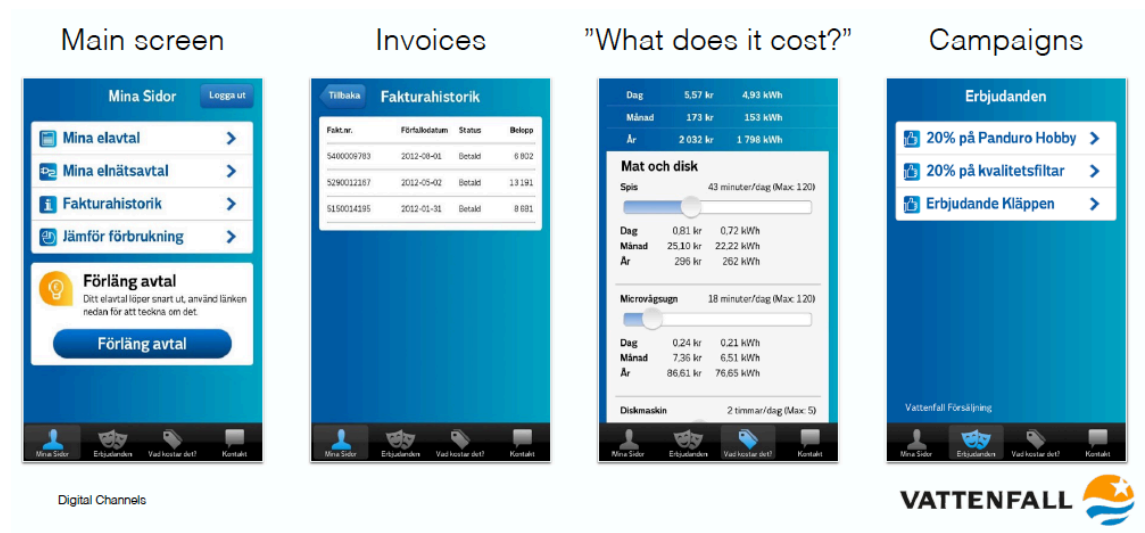 Main screen
Invoices
”What does it cost?”
Campaigns
Mina Sidor
Logga ut
Mina elavtal
Mina elnätsavtal
Fakturahistorik
Jämför förbrukning
Förläng avtal
Ditt elavtal löper snart ut, använd länken
nedan för att teckna om det.
Förläng avtal
Mina Sidor Erbjudanden Vad kostar det? Kontakt
Tillbaka Fakturahistorik
Fakt.nr. Förfallodatum Status Belopp
5400009783 2012-08-01 Betald 6 802
5290012167 2012-05-02 Betald 13 191
5150014195 2012-01-31 Betald 8 681
Mina Sidor Erbjudanden Vad kostar det? Kontakt
Dag 5,57 kr 4,93 kWh
Månad 173 kr 153 kWh
År 2 032 kr 1 798 kWh
Mat och disk
Spis 43 minuter/dag (Max: 120)
Dag 0,81 kr 0,72 kWh
Månad 25,10 kr 22,22 kWh
År 296 kr 262 kWh
Microvågsugn 18 minuter/dag (Max: 120)
Dag 0,24 kr 0,21 kWh
Månad 7,36 kr 6,51 kWh
År 86,61 kr 76,65 kWh
Diskmaskin 2 timmar/dag (Max: 5)
Mina Sidor Erbjudanden Vad kostar det? Kontakt
Erbjudanden
20% på Panduro Hobby
20% på kvalitetsfiltar
Erbjudande Kläppen
Vattenfall Försäljning
Mina Sidor Erbjudanden Vad kostar det? Kontakt
Digital Channels
VATTENFALL